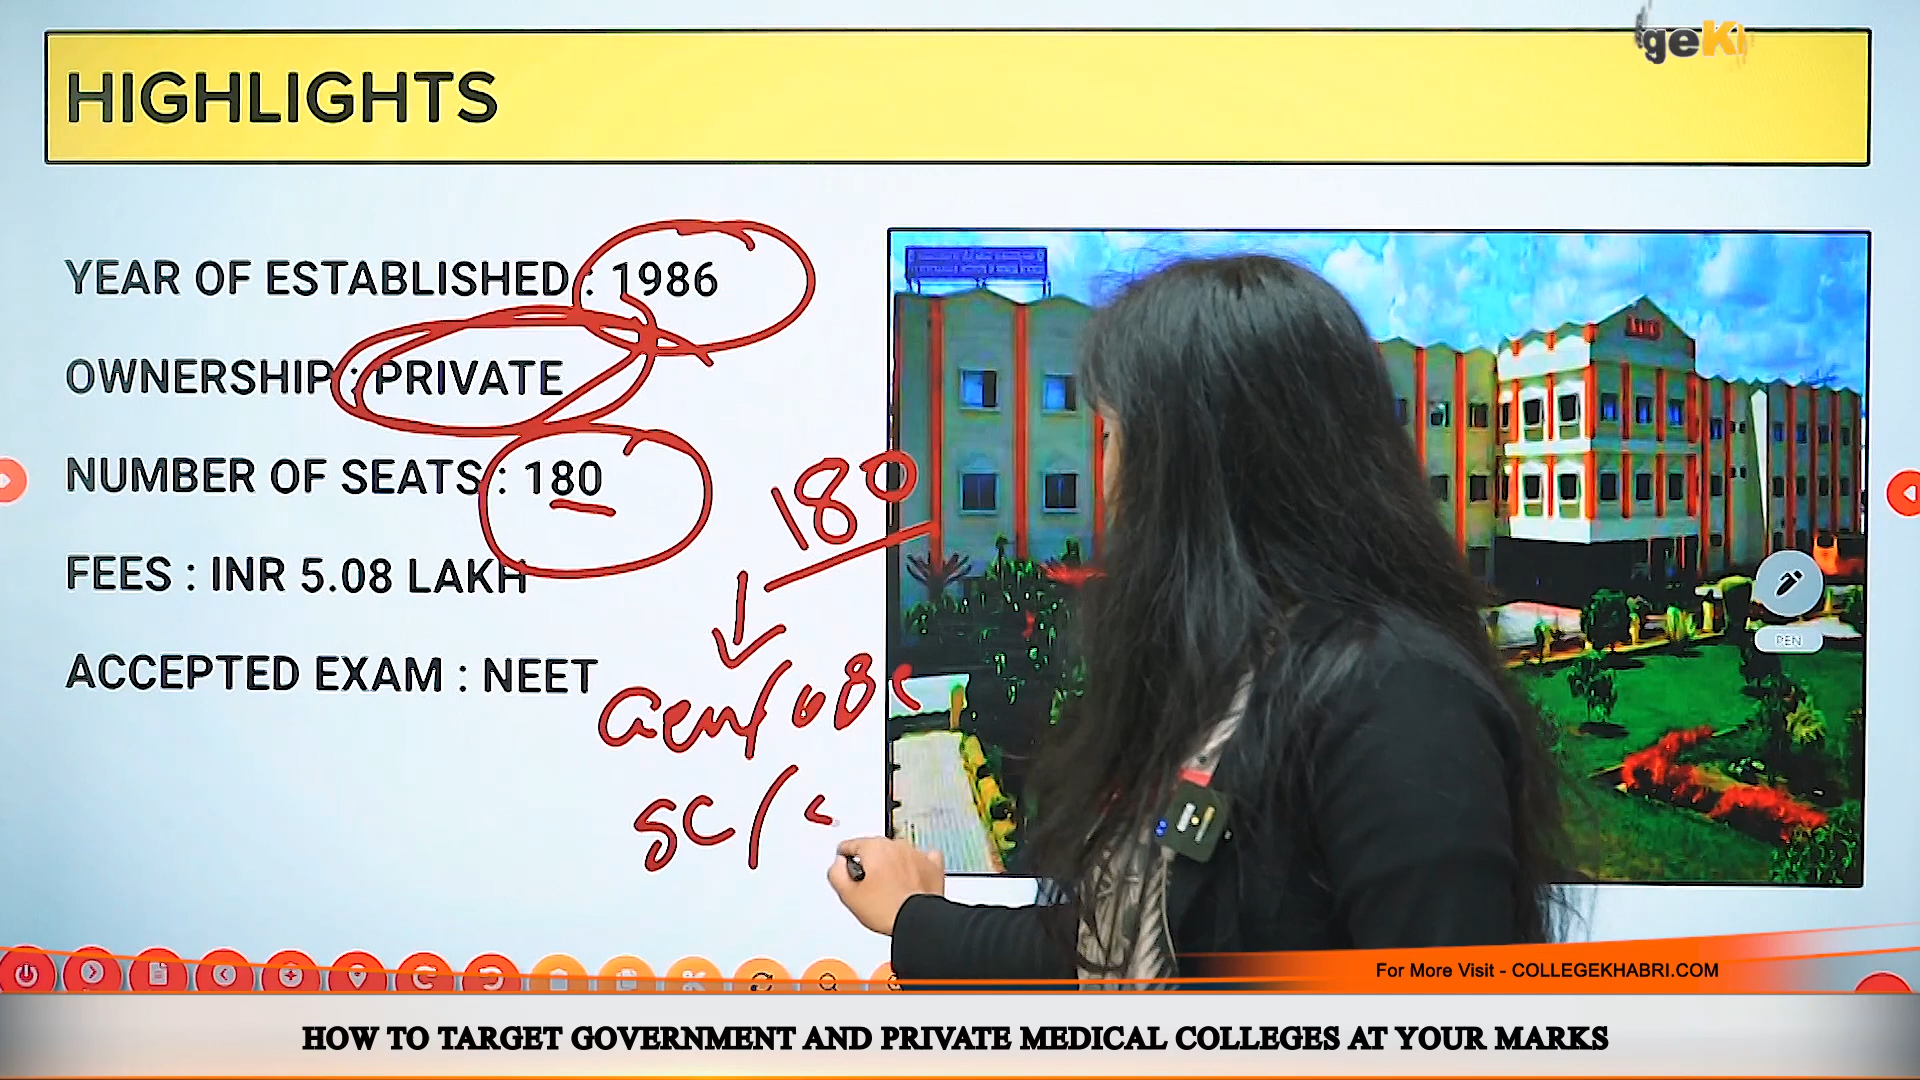 geKh
HIGHLIGHTS
YEAR OF ESTABLISHED : 1986
OWNERSHIP : PRIVATE
NUMBER OF SEATS : 180
FEES : INR 5.08 LAKH
ACCEPTED EXAM : NEET
180
Gen/OBC
SC/
PEN
For More Visit - COLLEGEKHABRI.COM
HOW TO TARGET GOVERNMENT AND PRIVATE MEDICAL COLLEGES AT YOUR MARKS